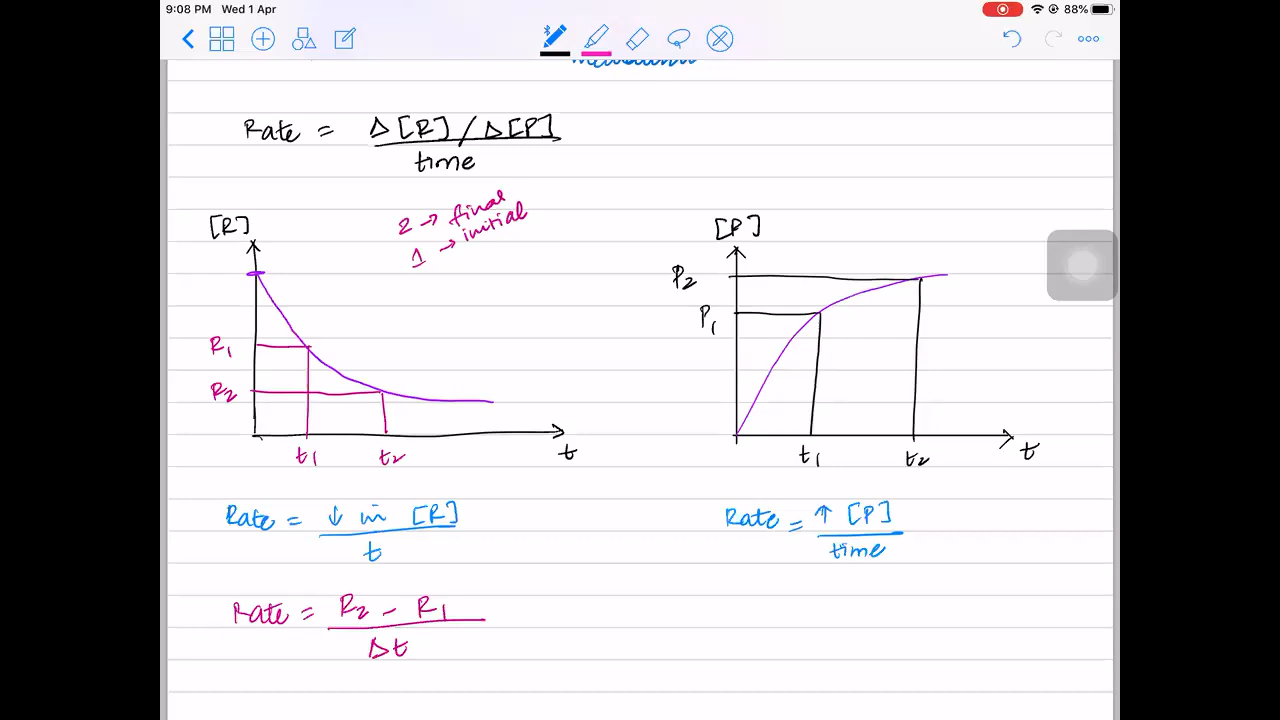 9:08 PM Wed 1 Apr
88%
Rate = Δ[R] / Δ[P]
time
2 → final
1 → initial
[R]
R1
R2
t1 t2 t
[P]
P2
P1
t1 t2 t
Rate = ↓ in [R]
t
Rate = ↑ [P]
time
Rate = R2 - R1
Δt